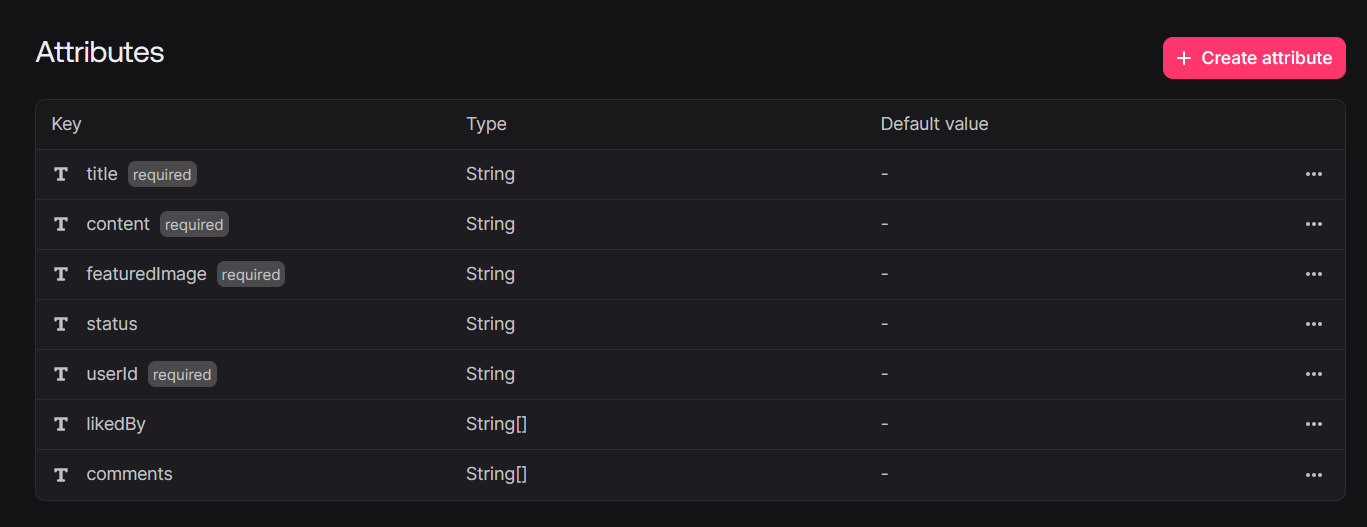 Attributes
+ Create attribute
Key Type Default value
title required String -
content required String -
featuredImage required String -
status String -
userId required String -
likedBy String[] -
comments String[] -